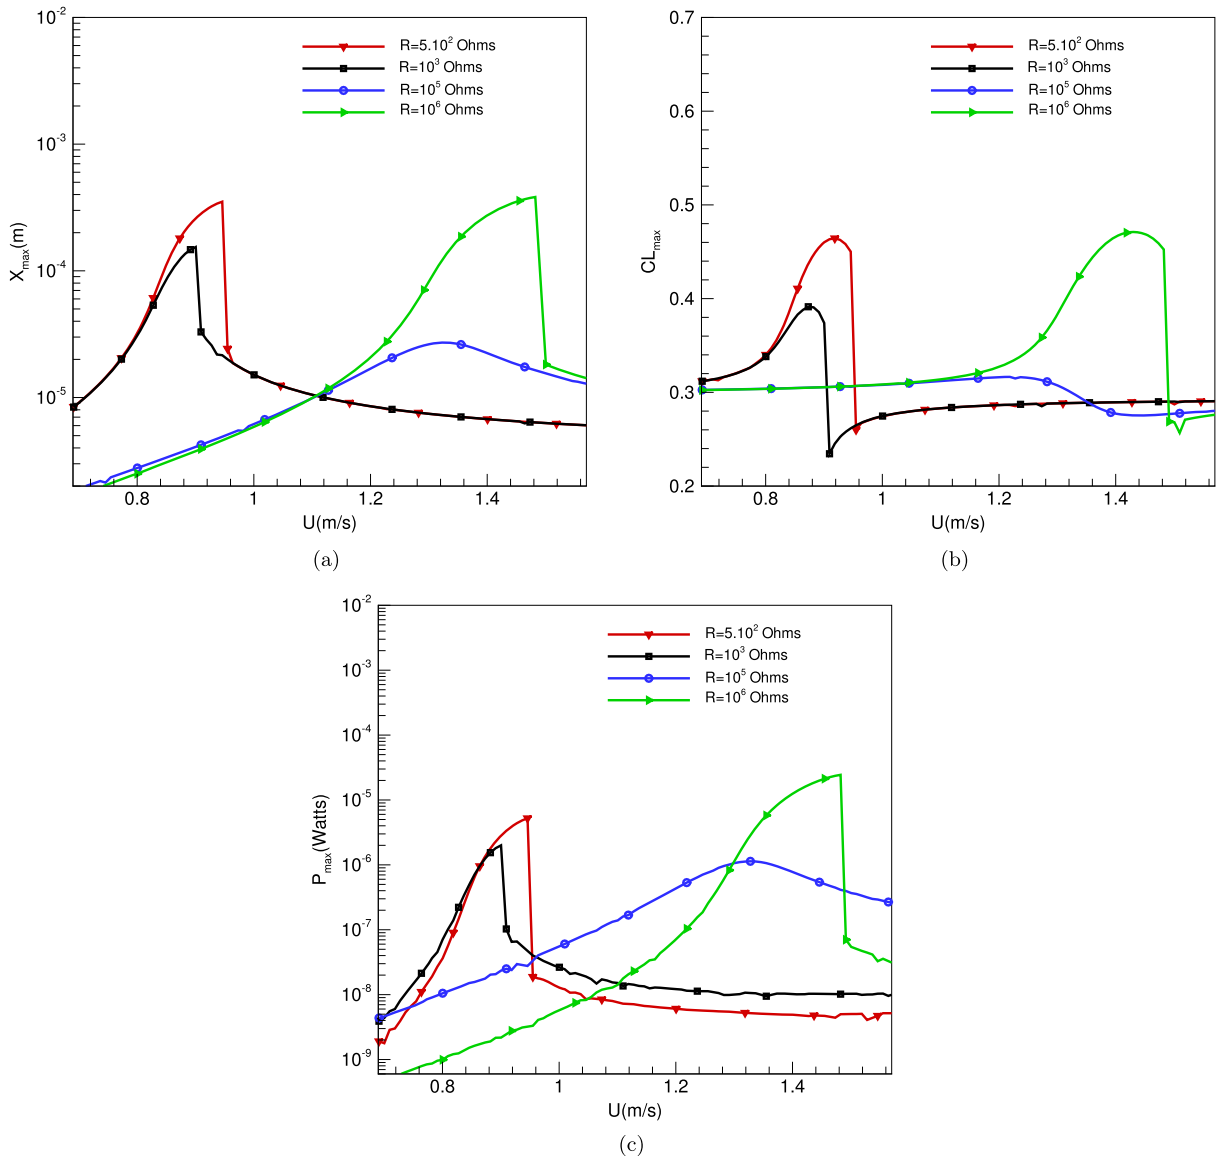 10⁻²
10⁻³
10⁻⁴
10⁻⁵
X_max(m)
R=5.10² Ohms
R=10³ Ohms
R=10⁵ Ohms
R=10⁶ Ohms
0.8 1 1.2 1.4
U(m/s)
(a)
0.7
0.6
0.5
0.4
0.3
0.2
CL_max
R=5.10² Ohms
R=10³ Ohms
R=10⁵ Ohms
R=10⁶ Ohms
0.8 1 1.2 1.4
U(m/s)
(b)
10⁻²
10⁻³
10⁻⁴
10⁻⁵
10⁻⁶
10⁻⁷
10⁻⁸
10⁻⁹
P_max(Watts)
R=5.10² Ohms
R=10³ Ohms
R=10⁵ Ohms
R=10⁶ Ohms
0.8 1 1.2 1.4
U(m/s)
(c)